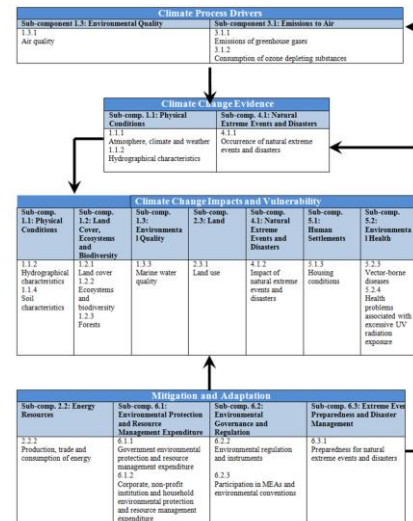 Climate Process Drivers
Sub-component 1.3: Environmental Quality
1.3.1
Air quality
Sub-component 3.1: Emissions to Air
3.1.1
Emissions of greenhouse gases
3.1.2
Consumption of ozone depleting substances
Climate Change Evidence
Sub-comp. 1.1: Physical
Conditions
1.1.1
Atmosphere, climate and weather
1.1.2
Hydrographical characteristics
Sub-comp. 4.1: Natural
Extreme Events and Disasters
4.1.1
Occurrence of natural extreme
events and disasters
Climate Change Impacts and Vulnerability
Sub-comp.
1.1: Physical
Conditions
1.1.2
Hydrographical
characteristics
1.1.4
Soil
characteristics
Sub-comp.
1.2: Land
Cover,
Ecosystems
and
Biodiversity
1.2.1
Land cover
1.2.2
Ecosystems
and
biodiversity
1.2.3
Forests
Sub-comp.
1.3:
Environmenta
l Quality
1.3.3
Marine water
quality
Sub-comp.
2.3: Land
2.3.1
Land use
Sub-comp.
4.1: Natural
Extreme
Events and
Disasters
4.1.2
Impact of
natural extreme
events and
disasters
Sub-comp.
5.1:
Human
Settlements
5.1.3
Housing
conditions
Sub-comp.
5.2:
Environmenta
l Health
5.2.3
Vector-borne
diseases
5.2.4
Health
problems
associated with
excessive UV
radiation
exposure
Mitigation and Adaptation
Sub-comp. 2.2: Energy
Resources
2.2.2
Production, trade and
consumption of energy
Sub-comp. 6.1:
Environmental Protection
and Resource
Management Expenditure
6.1.1
Government environmental
protection and resource
management expenditure
6.1.2
Corporate, non-profit
institution and household
environmental protection
and resource management
expenditure
Sub-comp. 6.2:
Environmental
Governance and
Regulation
6.2.2
Environmental regulation
and instruments
6.2.3
Participation in MEAs and
environmental conventions
Sub-comp. 6.3: Extreme Even
Preparedness and Disaster
Management
6.3.1
Preparedness for natural
extreme events and disasters